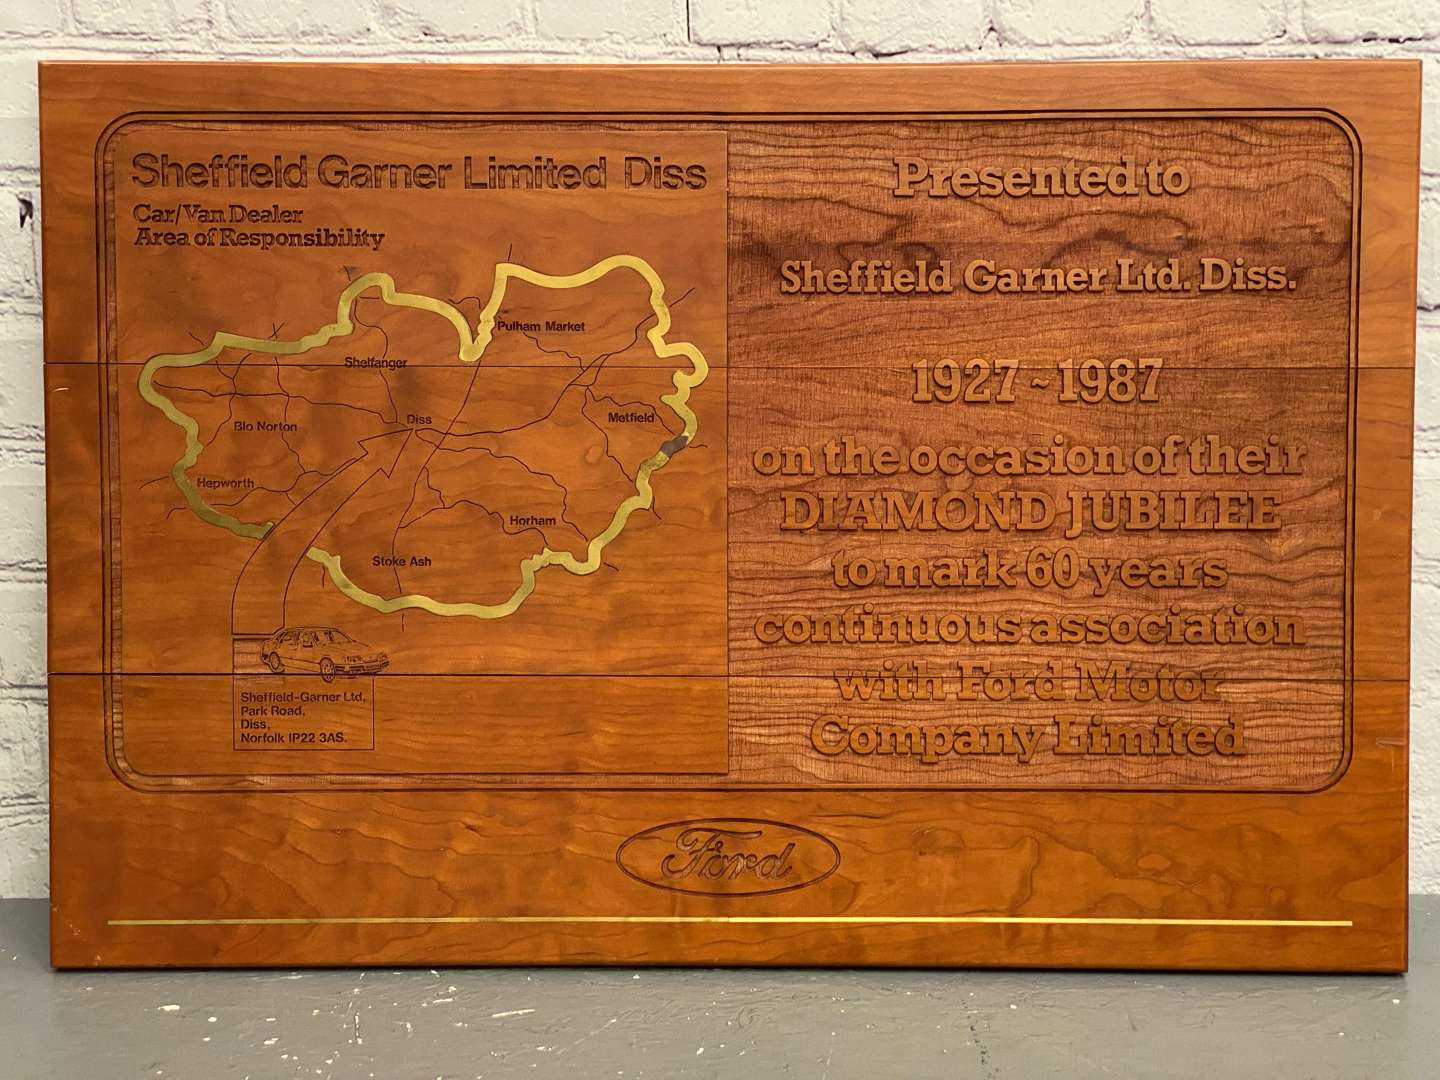 Sheffield Garner Limited Diss
Car/Van Dealer
Area of Responsibility
Pulham Market
Shelfanger
Diss
Metfield
Blo Norton
Hepworth
Horham
Stoke Ash
Sheffield-Garner Ltd,
Park Road,
Diss,
Norfolk IP22 3AS.
Presented to
Sheffield Garner Ltd. Diss.
1927 ~ 1987
on the occasion of their
DIAMOND JUBILEE
to mark 60 years
continuous association
with Ford Motor
Company Limited
Ford